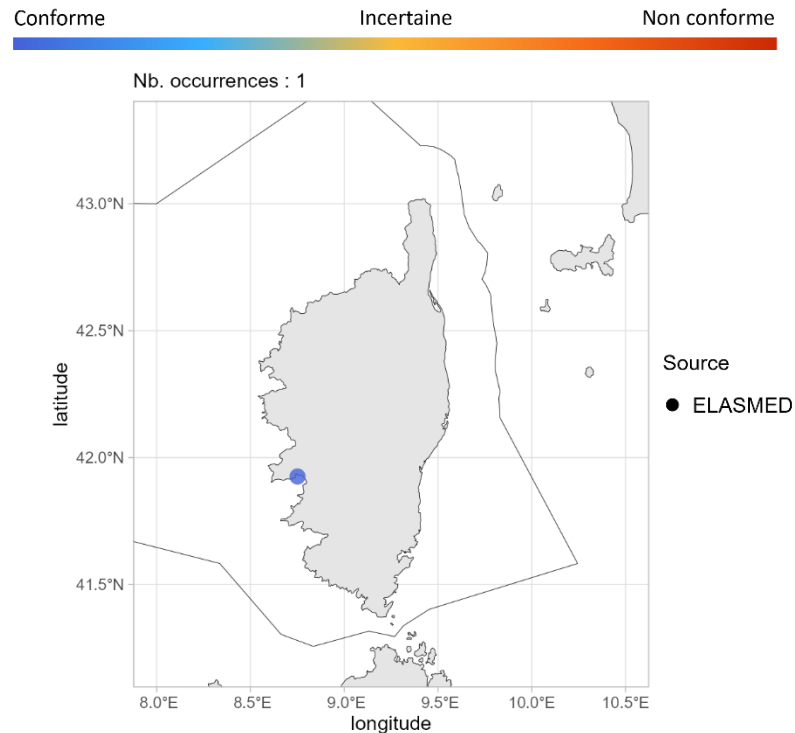 Conforme Incertaine Non conforme
Nb. occurrences : 1
43.0°N
42.5°N
42.0°N
41.5°N
latitude
Source
ELASMED
8.0°E 8.5°E 9.0°E 9.5°E 10.0°E 10.5°E
longitude